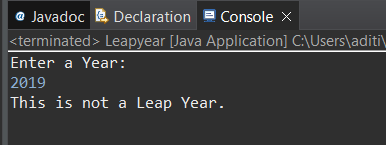 Javadoc Declaration Console
<terminated> Leapyear [Java Application] C:\Users\aditi\
Enter a Year:
2019
This is not a Leap Year.